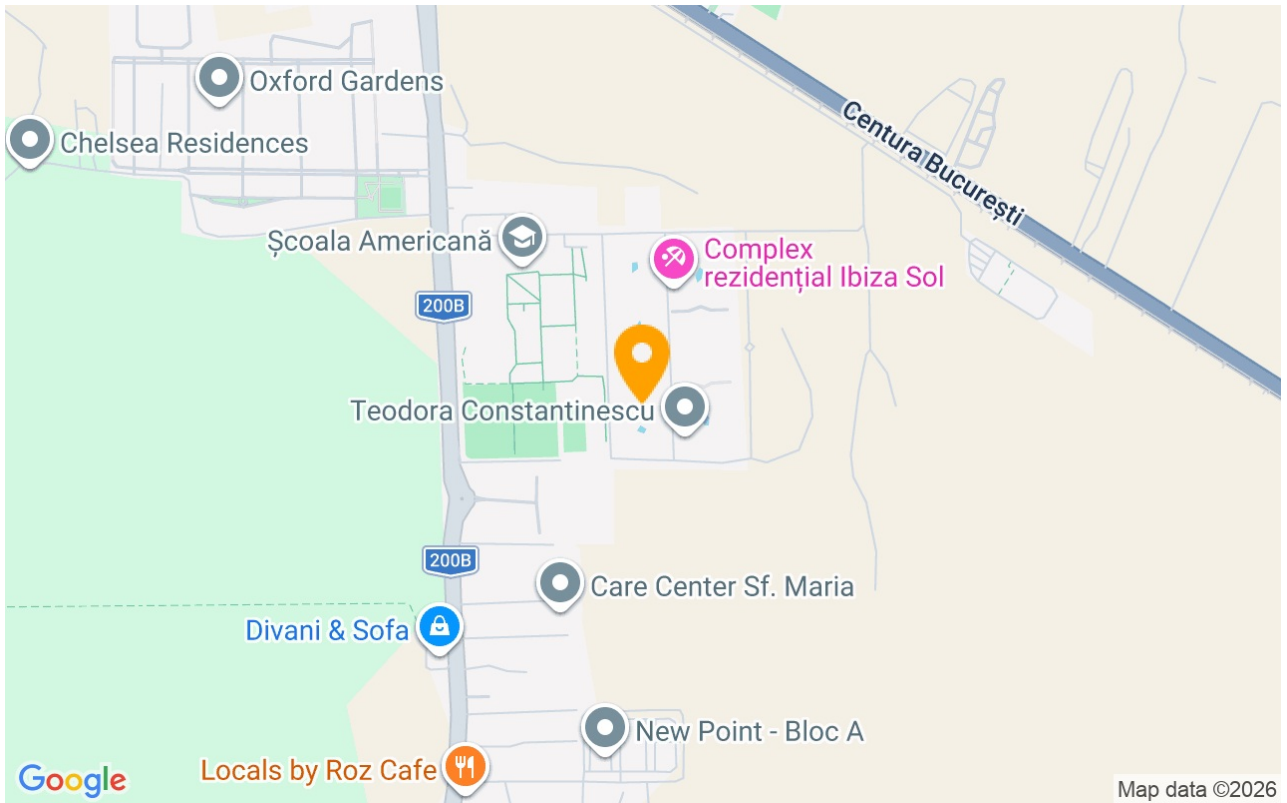 Oxford Gardens
Chelsea Residences
Centura București
Școala Americană
Complex
rezidențial Ibiza Sol
200B
Teodora Constantinescu
200B
Care Center Sf. Maria
Divani & Sofa
New Point - Bloc A
Locals by Roz Cafe
Google
Map data ©2026